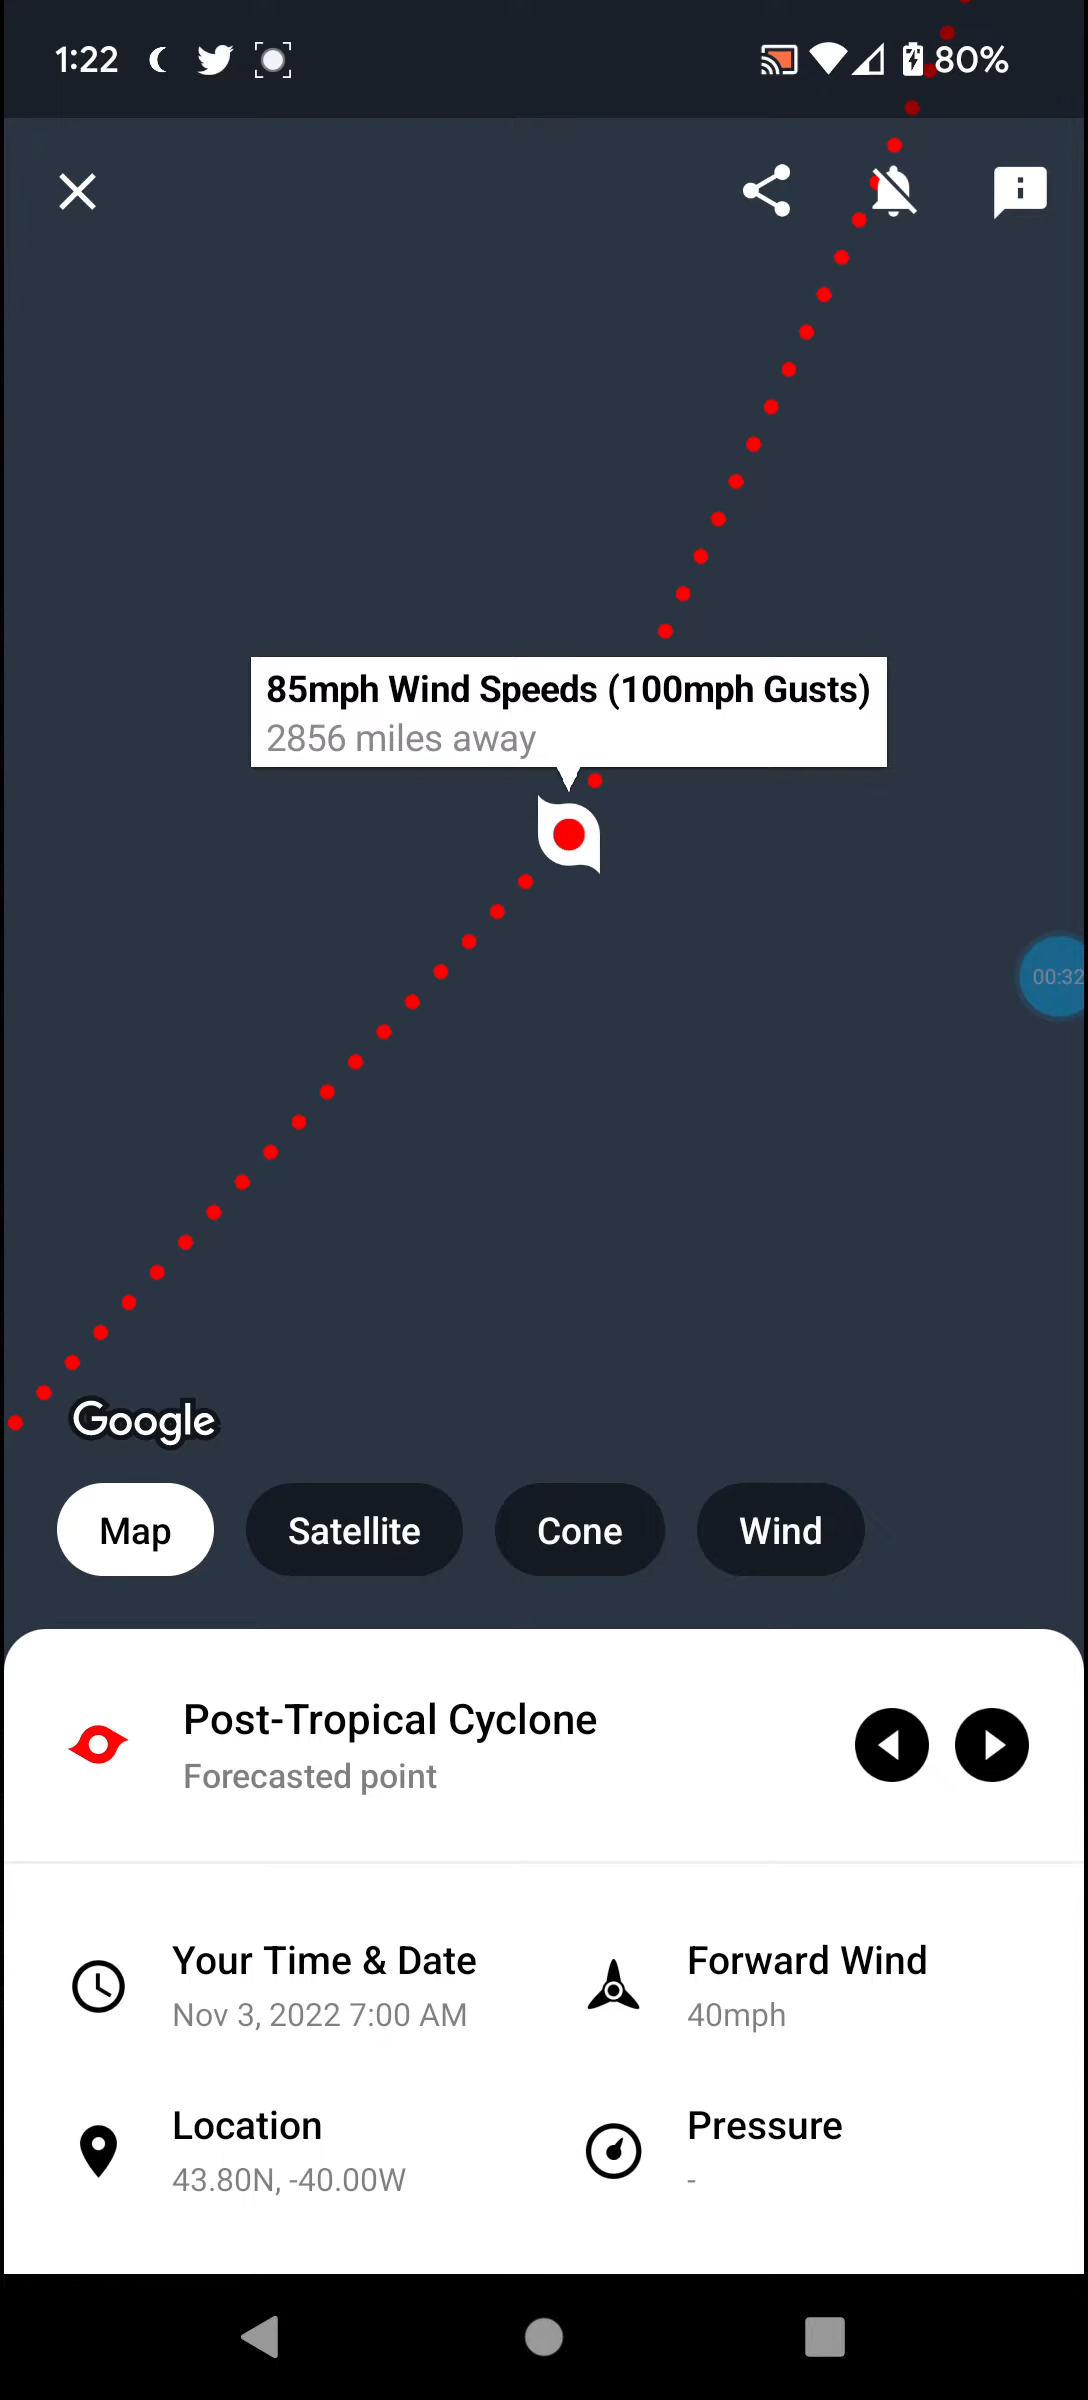 1:22
80%
85mph Wind Speeds (100mph Gusts)
2856 miles away
00:32
Google
Map Satellite Cone Wind
Post-Tropical Cyclone
Forecasted point
Your Time & Date
Nov 3, 2022 7:00 AM
Forward Wind
40mph
Location
43.80N, -40.00W
Pressure
-